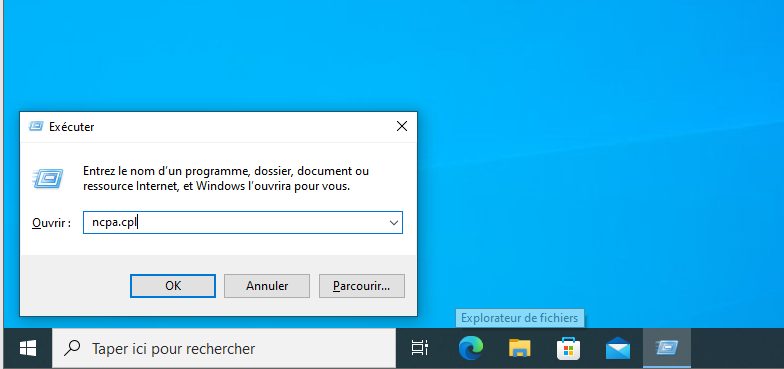 Exécuter
Entrez le nom d'un programme, dossier, document ou
ressource Internet, et Windows l'ouvrira pour vous.
Ouvrir : ncpa.cpl
OK Annuler Parcourir...
Explorateur de fichiers
Taper ici pour rechercher